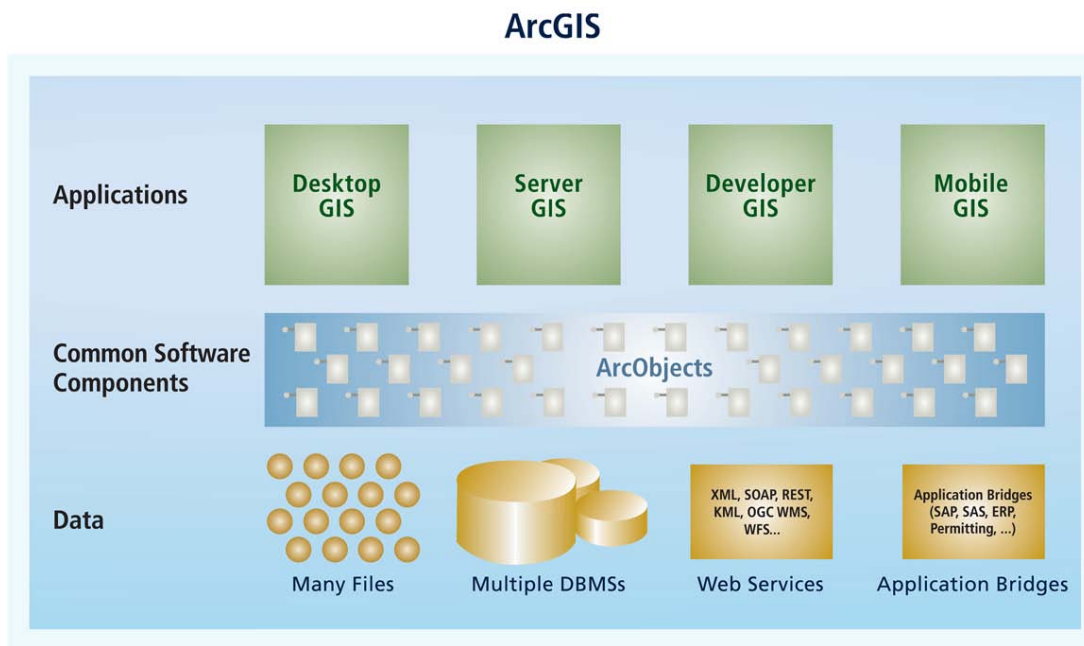 ArcGIS
Applications
Desktop
GIS
Server
GIS
Developer
GIS
Mobile
GIS
Common Software
Components
ArcObjects
Data
Many Files
Multiple DBMSs
XML, SOAP, REST,
KML, OGC WMS,
WFS...
Web Services
Application Bridges
(SAP, SAS, ERP,
Permitting, ...)
Application Bridges